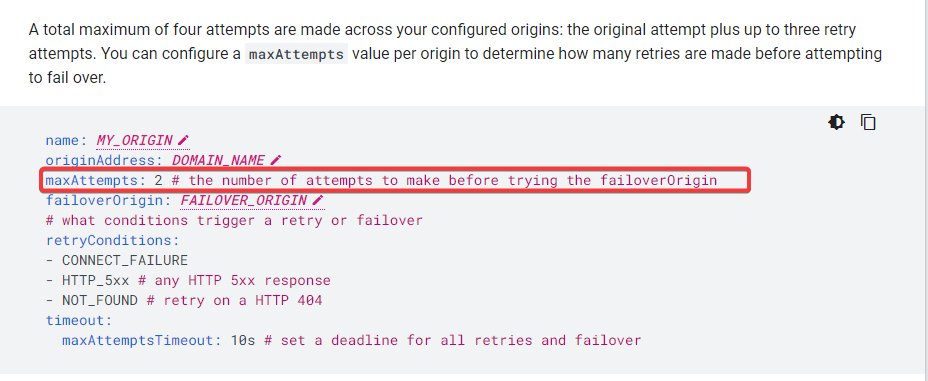 A total maximum of four attempts are made across your configured origins: the original attempt plus up to three retry
attempts. You can configure a maxAttempts value per origin to determine how many retries are made before attempting
to fail over.
name: MY_ORIGIN
originAddress: DOMAIN_NAME
maxAttempts: 2 # the number of attempts to make before trying the failoverOrigin
failoverOrigin: FAILOVER_ORIGIN
# what conditions trigger a retry or failover
retryConditions:
- CONNECT_FAILURE
- HTTP_5xx # any HTTP 5xx response
- NOT_FOUND # retry on a HTTP 404
timeout:
  maxAttemptsTimeout: 10s # set a deadline for all retries and failover